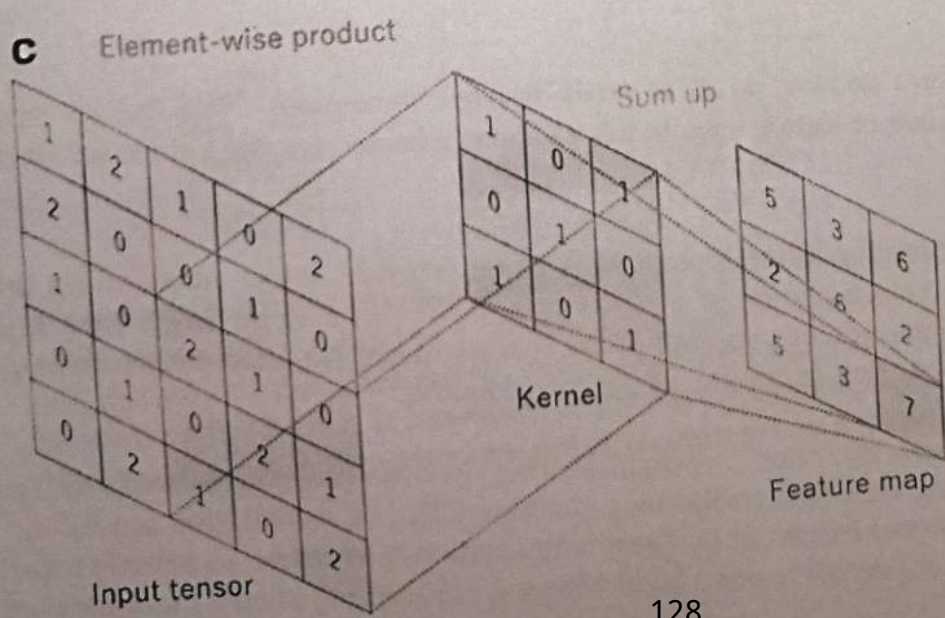 C Element-wise product
Sum up
1 2 1 0 2
2 0 0 1 0
1 0 2 1 0
0 1 0 2 1
0 2 1 0 2
Input tensor
1 0 1
0 1 0
1 0 1
Kernel
5 3 6
2 6 2
5 3 7
Feature map
128